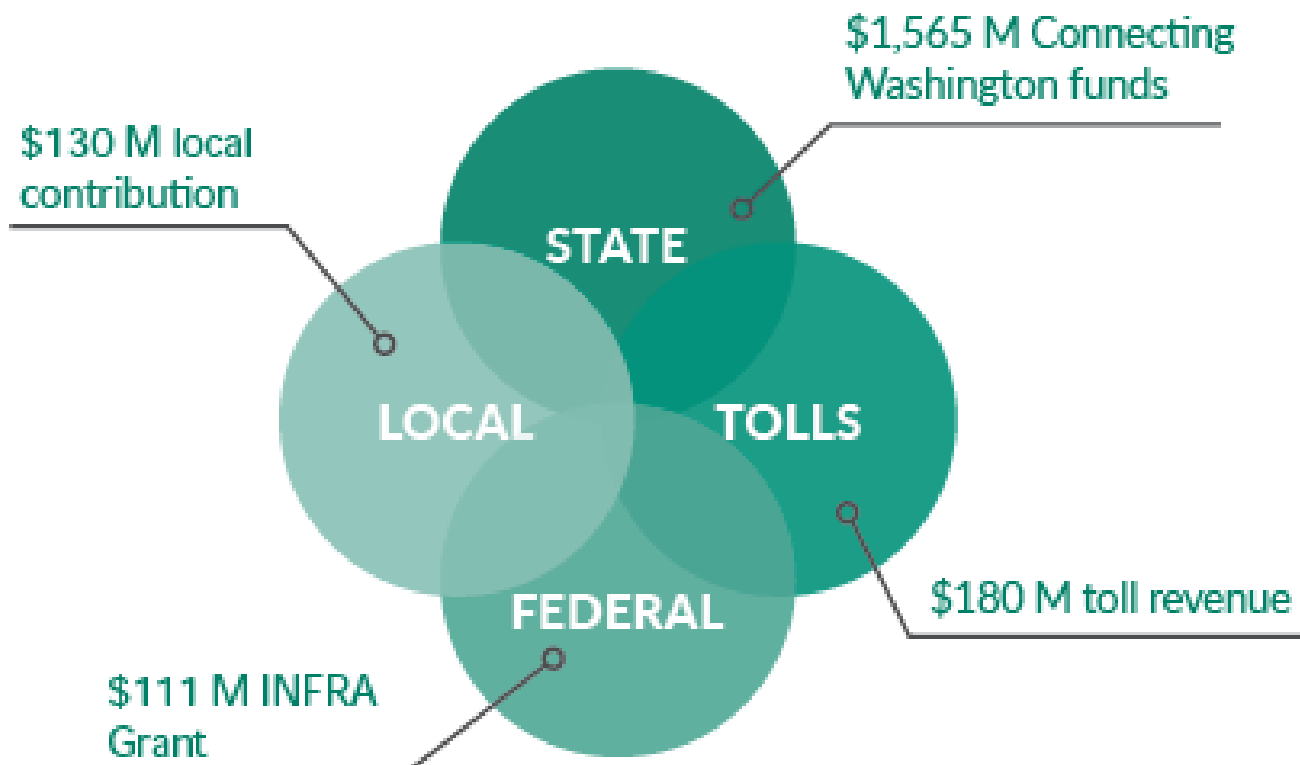 $1,565 M Connecting
Washington funds
$130 M local
contribution
STATE
LOCAL
TOLLS
$180 M toll revenue
FEDERAL
$111 M INFRA
Grant